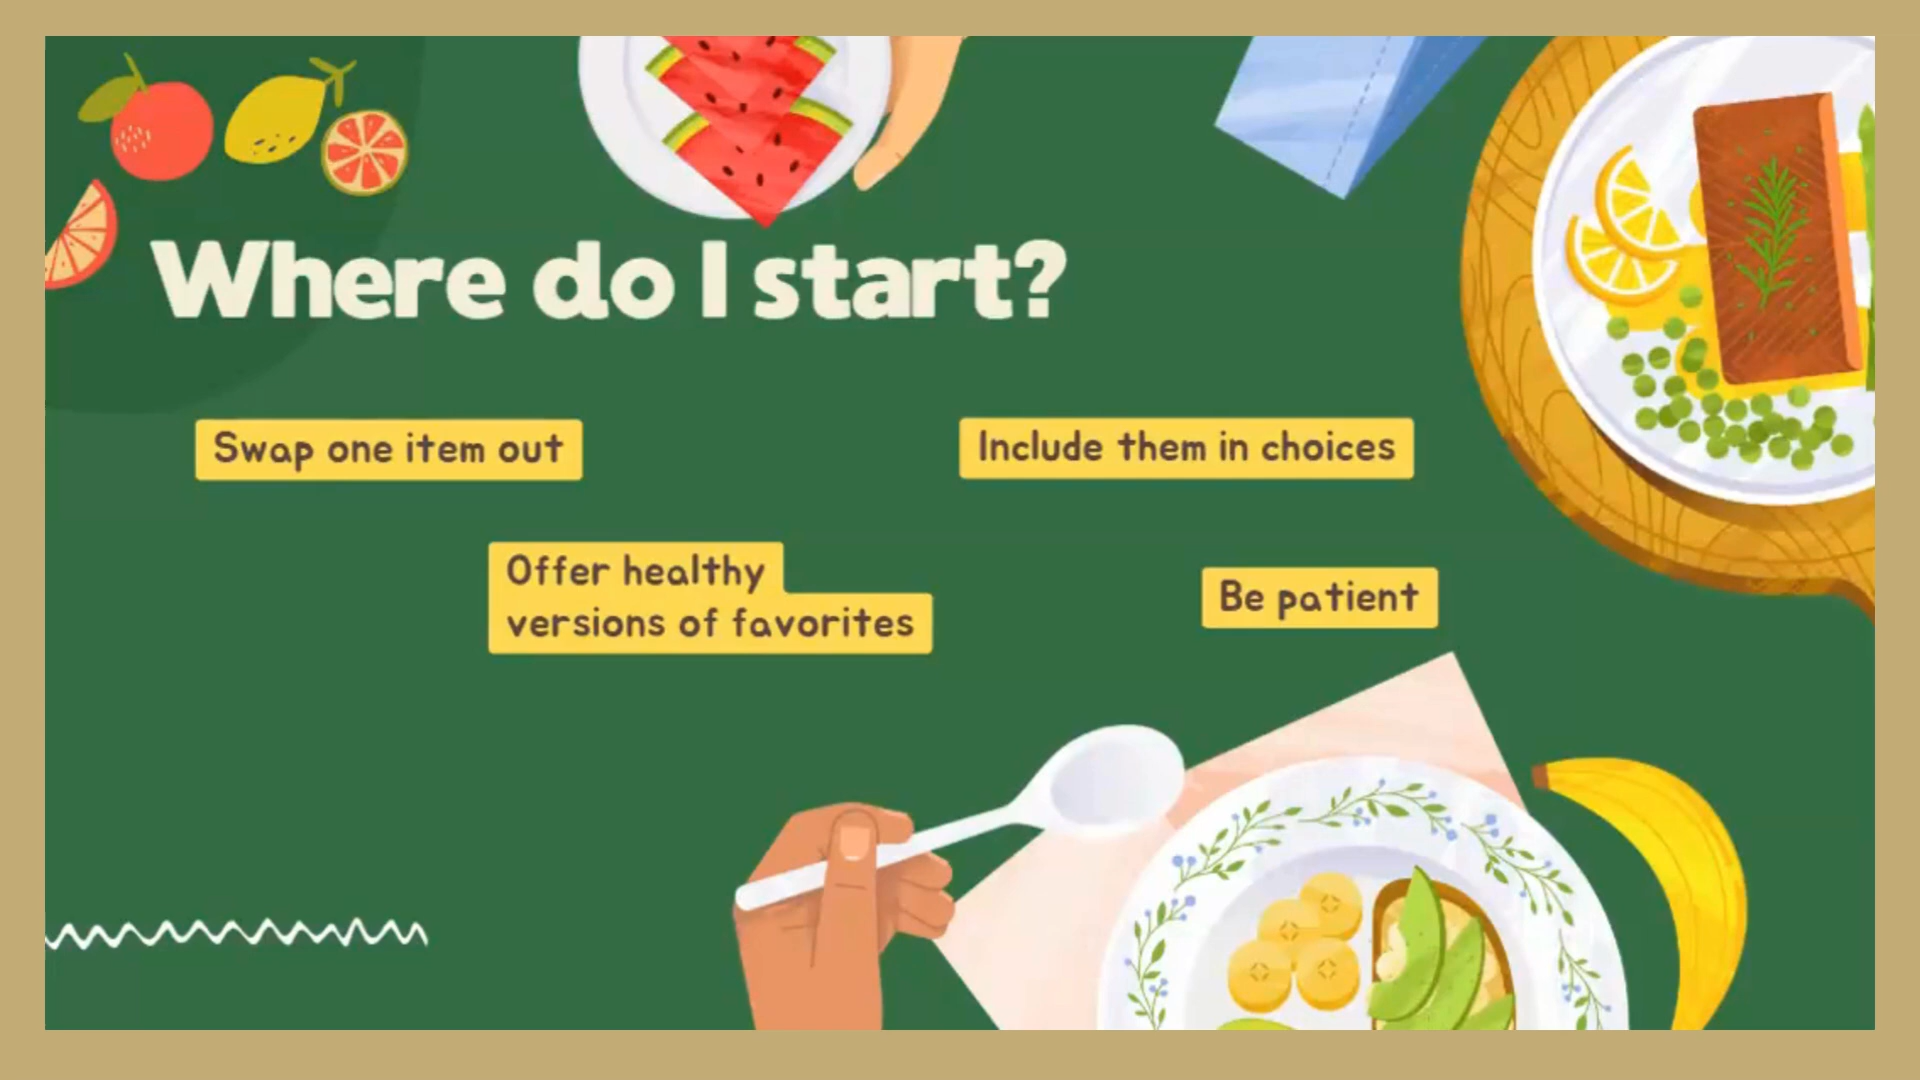 Where do I start?
Swap one item out
Include them in choices
Offer healthy
versions of favorites
Be patient